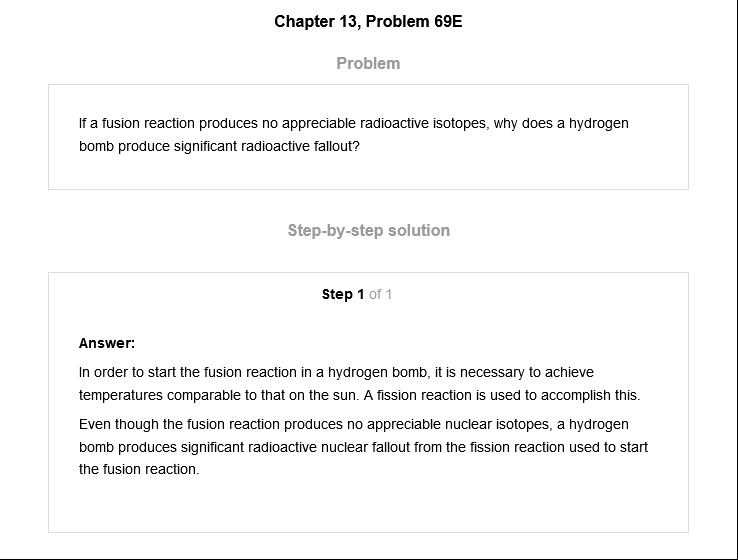 Chapter 13, Problem 69E
Problem
If a fusion reaction produces no appreciable radioactive isotopes, why does a hydrogen
bomb produce significant radioactive fallout?
Step-by-step solution
Step 1 of 1
Answer:
In order to start the fusion reaction in a hydrogen bomb, it is necessary to achieve
temperatures comparable to that on the sun. A fission reaction is used to accomplish this.
Even though the fusion reaction produces no appreciable nuclear isotopes, a hydrogen
bomb produces significant radioactive nuclear fallout from the fission reaction used to start
the fusion reaction.